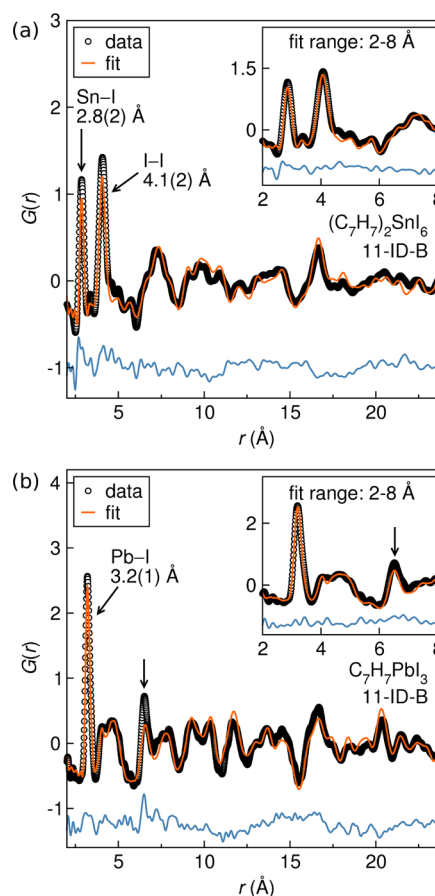 (a)
3
2
1
0
-1
G(r)
data
fit
Sn–I
2.8(2) Å
I–I
4.1(2) Å
fit range: 2-8 Å
1.5
0
2 4 6 8
(C₇H₇)₂SnI₆
11-ID-B
5 10 15 20
r (Å)
(b)
4
3
2
1
0
-1
G(r)
data
fit
Pb–I
3.2(1) Å
fit range: 2-8 Å
2
0
2 4 6 8
C₇H₇PbI₃
11-ID-B
5 10 15 20
r (Å)